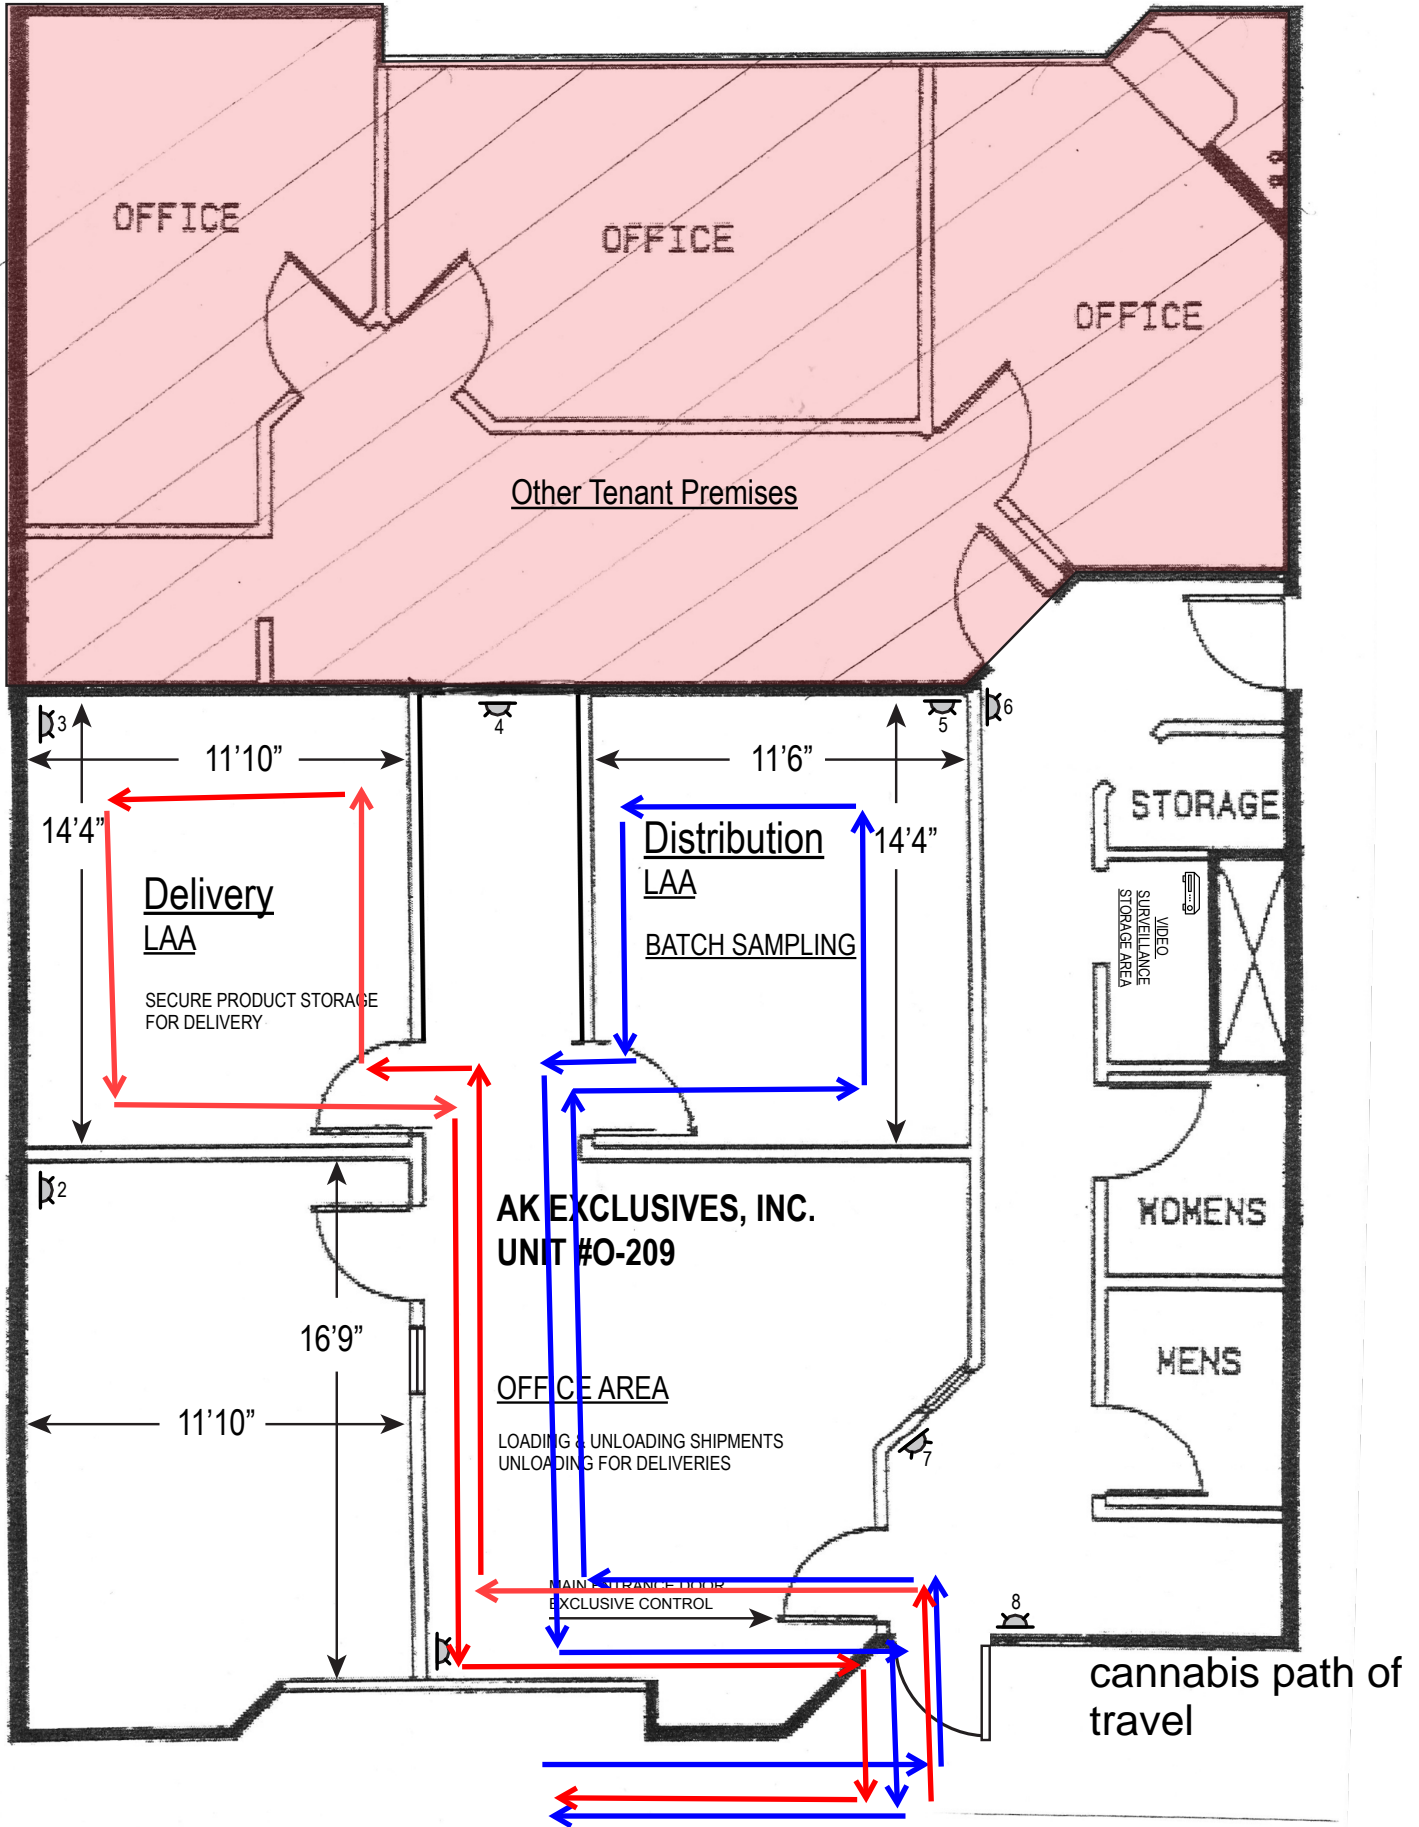 OFFICE
OFFICE
OFFICE
Other Tenant Premises
3
4
5
6
11’10”
11’6”
14’4”
14’4”
STORAGE
Distribution
LAA
BATCH SAMPLING
Delivery
LAA
SECURE PRODUCT STORAGE
FOR DELIVERY
VIDEO
SURVEILLANCE
STORAGE AREA
2
AK EXCLUSIVES, INC.
UNIT #O-209
WOMENS
16’9”
MENS
OFFICE AREA
11’10”
LOADING & UNLOADING SHIPMENTS
UNLOADING FOR DELIVERIES
7
MAIN ENTRANCE DOOR
EXCLUSIVE CONTROL
8
cannabis path of
travel